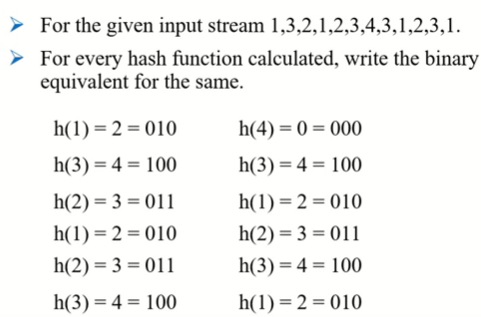 ➤ For the given input stream 1,3,2,1,2,3,4,3,1,2,3,1.
➤ For every hash function calculated, write the binary
equivalent for the same.
h(1) = 2 = 010
h(3) = 4 = 100
h(2) = 3 = 011
h(1) = 2 = 010
h(2) = 3 = 011
h(3) = 4 = 100
h(4) = 0 = 000
h(3) = 4 = 100
h(1) = 2 = 010
h(2) = 3 = 011
h(3) = 4 = 100
h(1) = 2 = 010